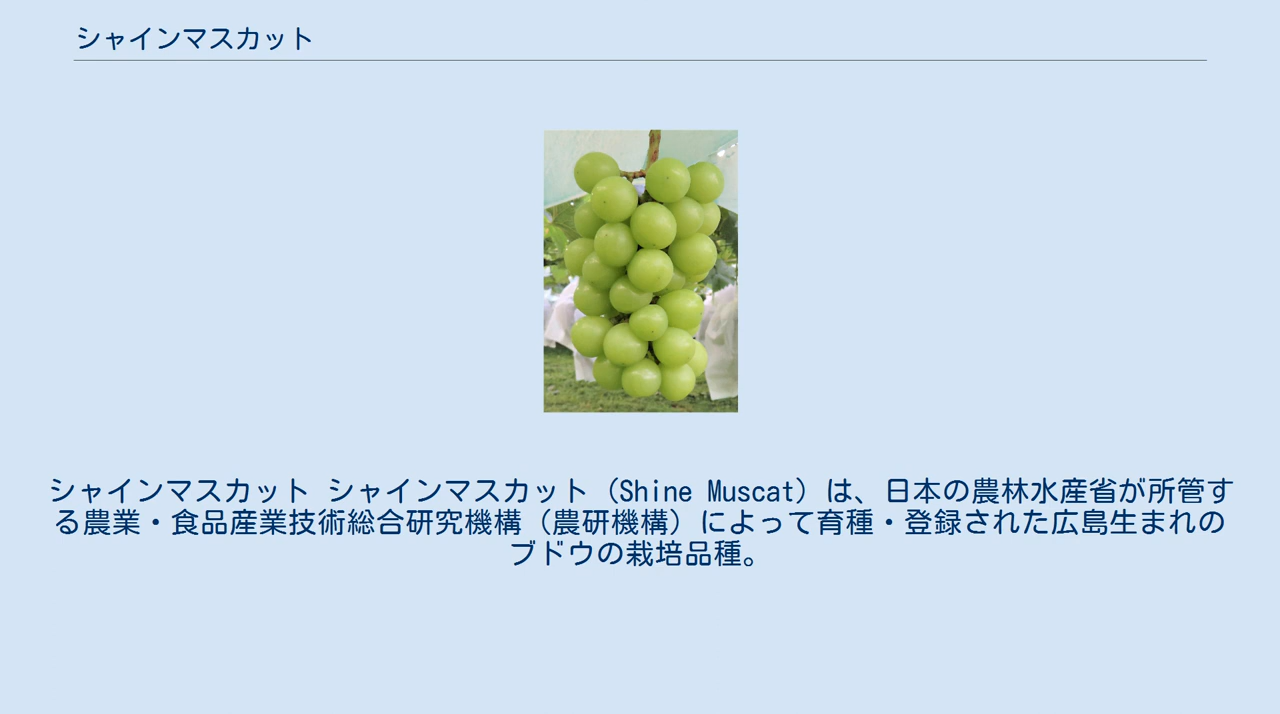 シャインマスカット
シャインマスカット シャインマスカット（Shine Muscat）は、日本の農林水産省が所管す
る農業・食品産業技術総合研究機構（農研機構）によって育種・登録された広島生まれの
ブドウの栽培品種。